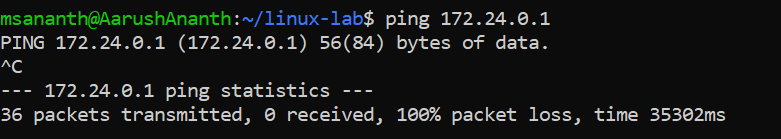 msananth@AarushAnanth:~/linux-lab$ ping 172.24.0.1
PING 172.24.0.1 (172.24.0.1) 56(84) bytes of data.
^C
--- 172.24.0.1 ping statistics ---
36 packets transmitted, 0 received, 100% packet loss, time 35302ms